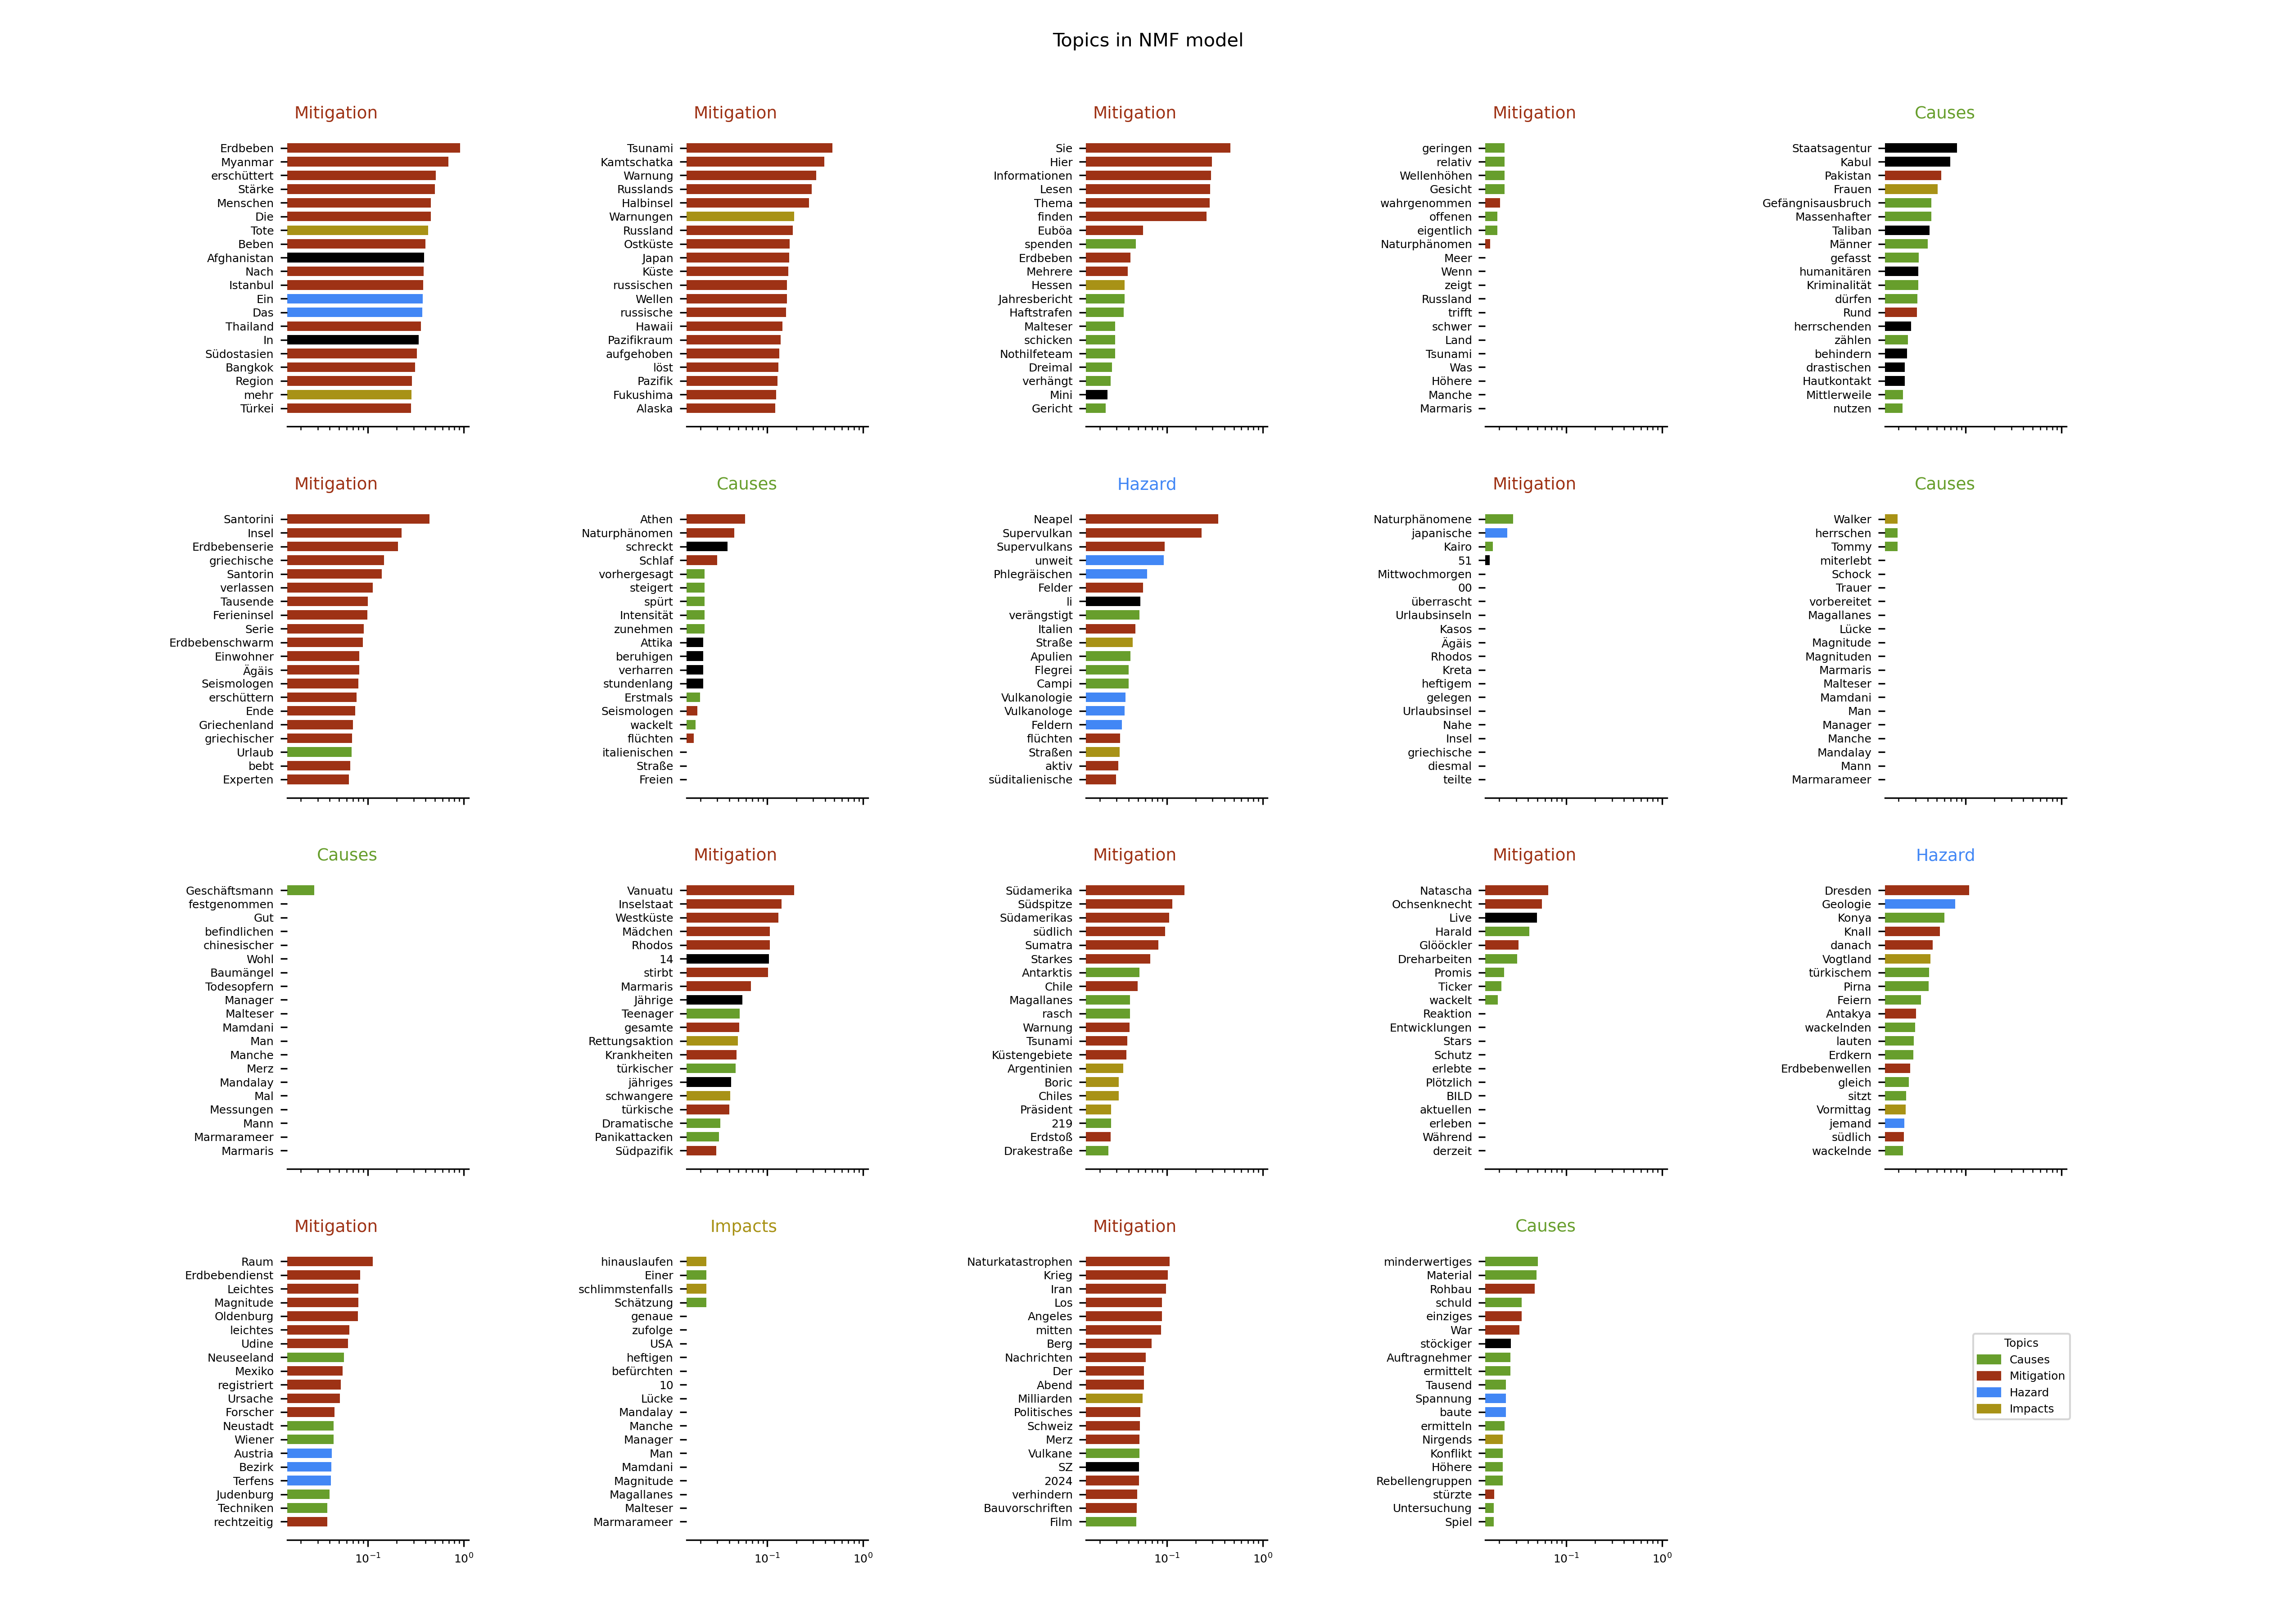 Topics in NMF model
Mitigation
Erdbeben
Myanmar
erschüttert
Stärke
Menschen
Die
Tote
Beben
Afghanistan
Nach
Istanbul
Ein
Das
Thailand
In
Südostasien
Bangkok
Region
mehr
Türkei
Mitigation
Tsunami
Kamtschatka
Warnung
Russlands
Halbinsel
Warnungen
Russland
Ostküste
Japan
Küste
russischen
Wellen
russische
Hawaii
Pazifikraum
aufgehoben
löst
Pazifik
Fukushima
Alaska
Mitigation
Sie
Hier
Informationen
Lesen
Thema
finden
Euböa
spenden
Erdbeben
Mehrere
Hessen
Jahresbericht
Haftstrafen
Malteser
schicken
Nothilfeteam
Dreimal
verhängt
Mini
Gericht
Mitigation
geringen
relativ
Wellenhöhen
Gesicht
wahrgenommen
offenen
eigentlich
Naturphänomen
Meer
Wenn
zeigt
Russland
trifft
schwer
Land
Tsunami
Was
Höhere
Manche
Marmaris
Causes
Staatsagentur
Kabul
Pakistan
Frauen
Gefängnisausbruch
Massenhafter
Taliban
Männer
gefasst
humanitären
Kriminalität
dürfen
Rund
herrschenden
zählen
behindern
drastischen
Hautkontakt
Mittlerweile
nutzen
Mitigation
Santorini
Insel
Erdbebenserie
griechische
Santorin
verlassen
Tausende
Ferieninsel
Serie
Erdbebenschwarm
Einwohner
Ägäis
Seismologen
erschüttern
Ende
Griechenland
griechischer
Urlaub
bebt
Experten
Causes
Athen
Naturphänomen
schreckt
Schlaf
vorhergesagt
steigert
spürt
Intensität
zunehmen
Attika
beruhigen
verharren
stundenlang
Erstmals
Seismologen
wackelt
flüchten
italienischen
Straße
Freien
Hazard
Neapel
Supervulkan
Supervulkans
unweit
Phlegräischen
Felder
li
verängstigt
Italien
Straße
Apulien
Flegrei
Campi
Vulkanologie
Vulkanologe
Feldern
flüchten
Straßen
aktiv
süditalienische
Mitigation
Naturphänomene
japanische
Kairo
51
Mittwochmorgen
00
überrascht
Urlaubsinseln
Kasos
Ägäis
Rhodos
Kreta
heftigem
gelegen
Urlaubsinsel
Nahe
Insel
griechische
diesmal
teilte
Causes
Walker
herrschen
Tommy
miterlebt
Schock
Trauer
vorbereitet
Magallanes
Lücke
Magnitude
Magnituden
Marmaris
Malteser
Mamdani
Man
Manager
Manche
Mandalay
Mann
Marmarameer
Causes
Geschäftsmann
festgenommen
Gut
befindlichen
chinesischer
Wohl
Baumängel
Todesopfern
Manager
Malteser
Mamdani
Man
Manche
Merz
Mandalay
Mal
Messungen
Mann
Marmarameer
Marmaris
Mitigation
Vanuatu
Inselstaat
Westküste
Mädchen
Rhodos
14
stirbt
Marmaris
Jährige
Teenager
gesamte
Rettungsaktion
Krankheiten
türkischer
jähriges
schwangere
türkische
Dramatische
Panikattacken
Südpazifik
Mitigation
Südamerika
Südspitze
Südamerikas
südlich
Sumatra
Starkes
Antarktis
Chile
Magallanes
rasch
Warnung
Tsunami
Küstengebiete
Argentinien
Boric
Chiles
Präsident
219
Erdstoß
Drakestraße
Mitigation
Natascha
Ochsenknecht
Live
Harald
Glööckler
Dreharbeiten
Promis
Ticker
wackelt
Reaktion
Entwicklungen
Stars
Schutz
erlebte
Plötzlich
BILD
aktuellen
erleben
Während
derzeit
Hazard
Dresden
Geologie
Konya
Knall
danach
Vogtland
türkischem
Pirna
Feiern
Antakya
wackelnden
lauten
Erdkern
Erdbebenwellen
gleich
sitzt
Vormittag
jemand
südlich
wackelnde
Mitigation
Raum
Erdbebendienst
Leichtes
Magnitude
Oldenburg
leichtes
Udine
Neuseeland
Mexiko
registriert
Ursache
Forscher
Neustadt
Wiener
Austria
Bezirk
Terfens
Judenburg
Techniken
rechtzeitig
10⁻¹ 10⁰
Impacts
hinauslaufen
Einer
schlimmstenfalls
Schätzung
genaue
zufolge
USA
heftigen
befürchten
10
Lücke
Mandalay
Manche
Manager
Man
Mamdani
Magnitude
Magallanes
Malteser
Marmarameer
10⁻¹ 10⁰
Mitigation
Naturkatastrophen
Krieg
Iran
Los
Angeles
mitten
Berg
Nachrichten
Der
Abend
Milliarden
Politisches
Schweiz
Merz
Vulkane
SZ
2024
verhindern
Bauvorschriften
Film
10⁻¹ 10⁰
Causes
minderwertiges
Material
Rohbau
schuld
einziges
War
stöckiger
Auftragnehmer
ermittelt
Tausend
Spannung
baute
ermitteln
Nirgends
Konflikt
Höhere
Rebellengruppen
stürzte
Untersuchung
Spiel
10⁻¹ 10⁰
Topics
Causes
Mitigation
Hazard
Impacts